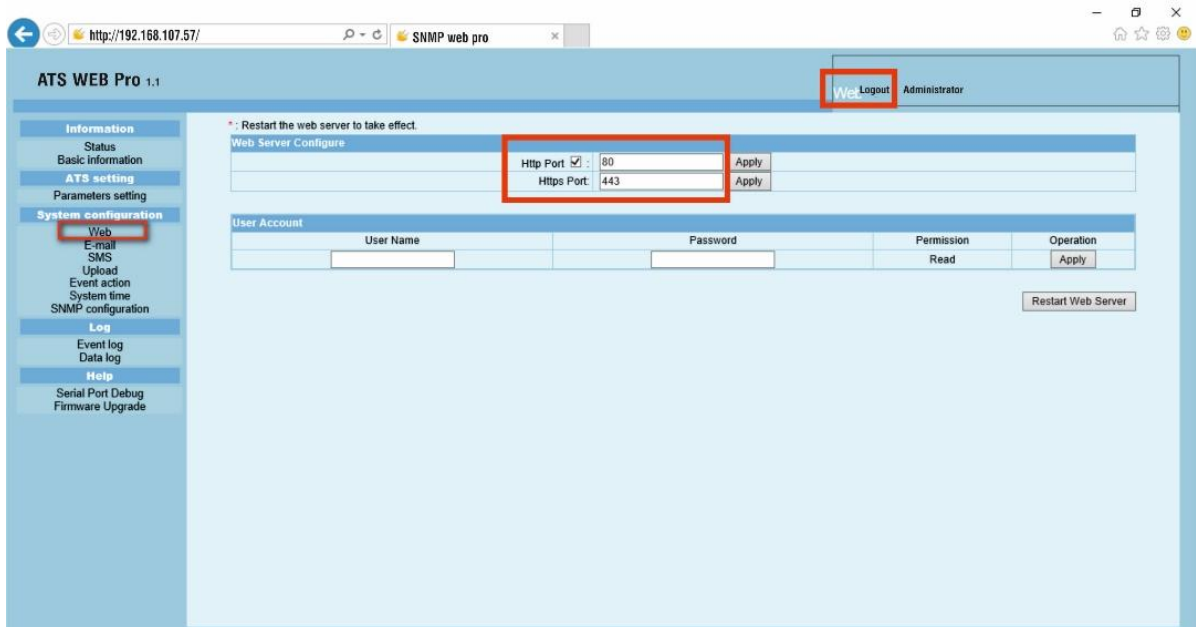 http://192.168.107.57/
SNMP web pro
ATS WEB Pro 1.1
Web Logout Administrator
Information
Status
Basic information
ATS setting
Parameters setting
System configuration
Web
E-mail
SMS
Upload
Event action
System time
SNMP configuration
Log
Event log
Data log
Help
Serial Port Debug
Firmware Upgrade
* : Restart the web server to take effect.
Web Server Configure
Http Port : 80 Apply
Https Port: 443 Apply
User Account
User Name Password Permission Operation
Read Apply
Restart Web Server